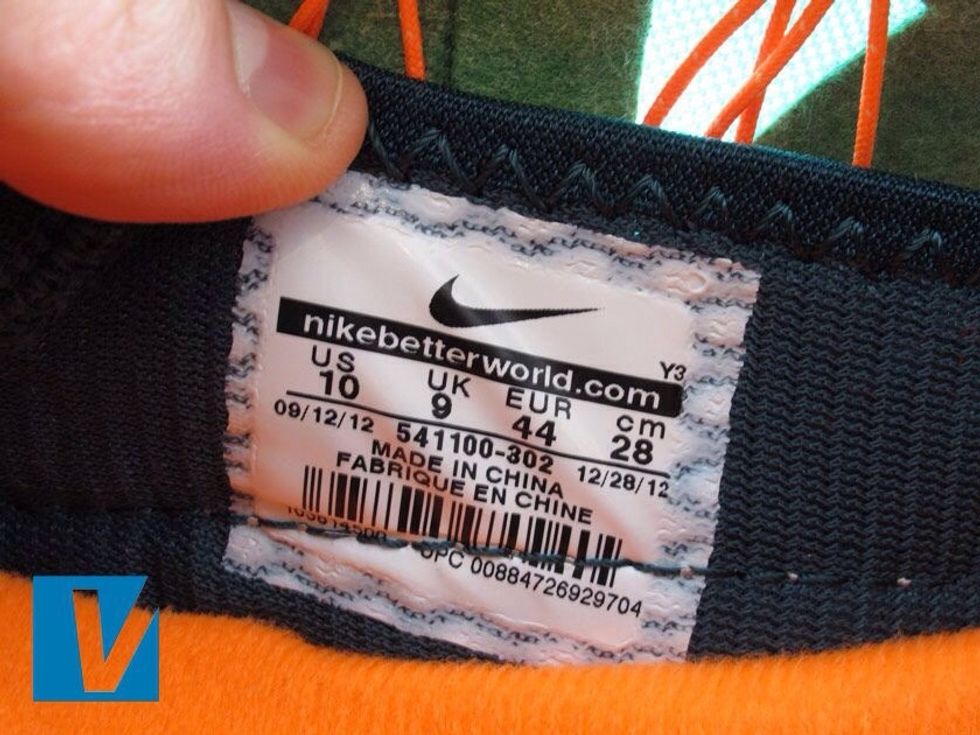 nikebetterworld.com
Y3
US UK EUR cm
10 9 44 28
09/12/12 541100-302 12/28/12
MADE IN CHINA
FABRIQUE EN CHINE
UPC 00884726929704
V